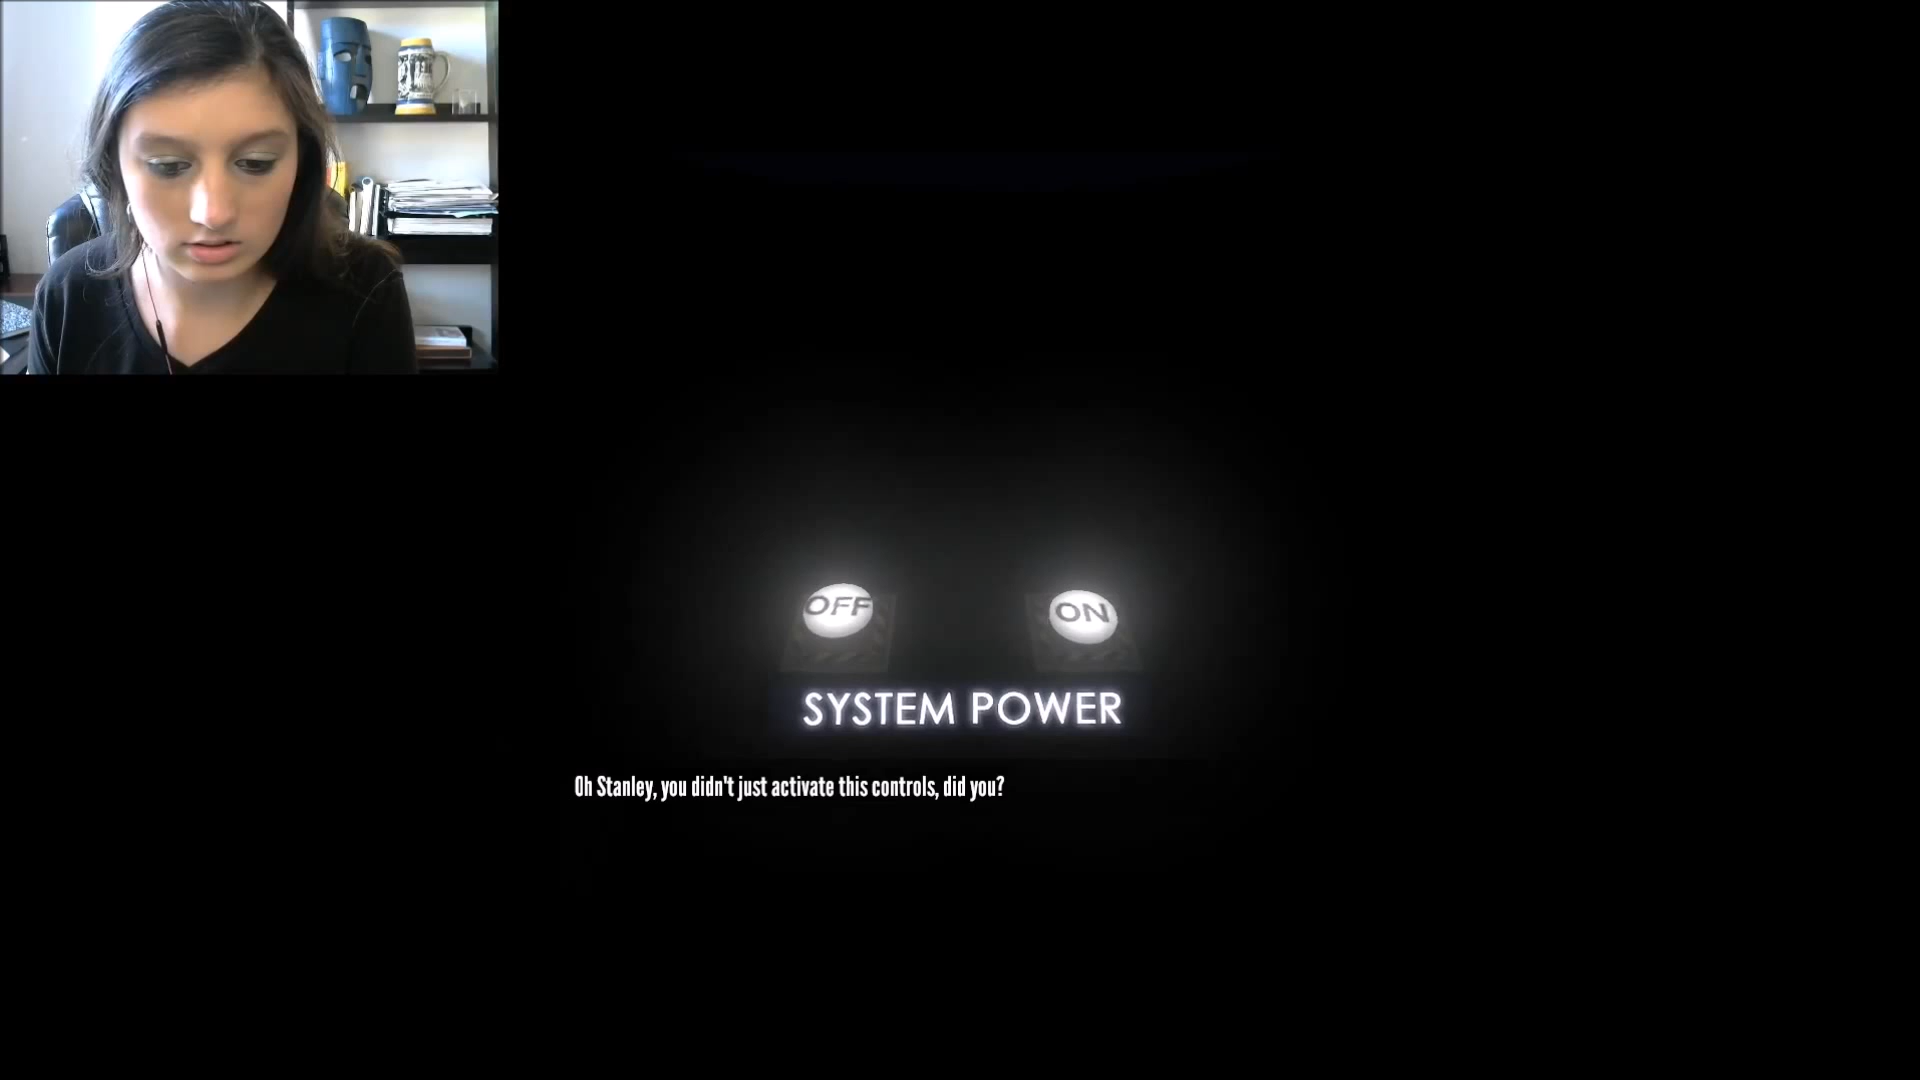 OFF
ON
SYSTEM POWER
Oh Stanley, you didn't just activate this controls, did you?